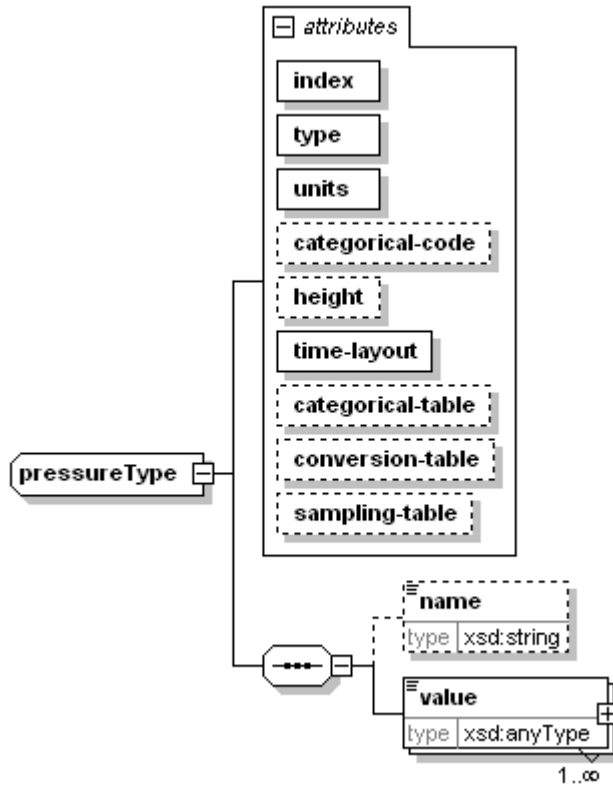 attributes
index
type
units
categorical-code
height
time-layout
categorical-table
conversion-table
sampling-table
pressureType
name
type xsd:string
value
type xsd:anyType
1..∞